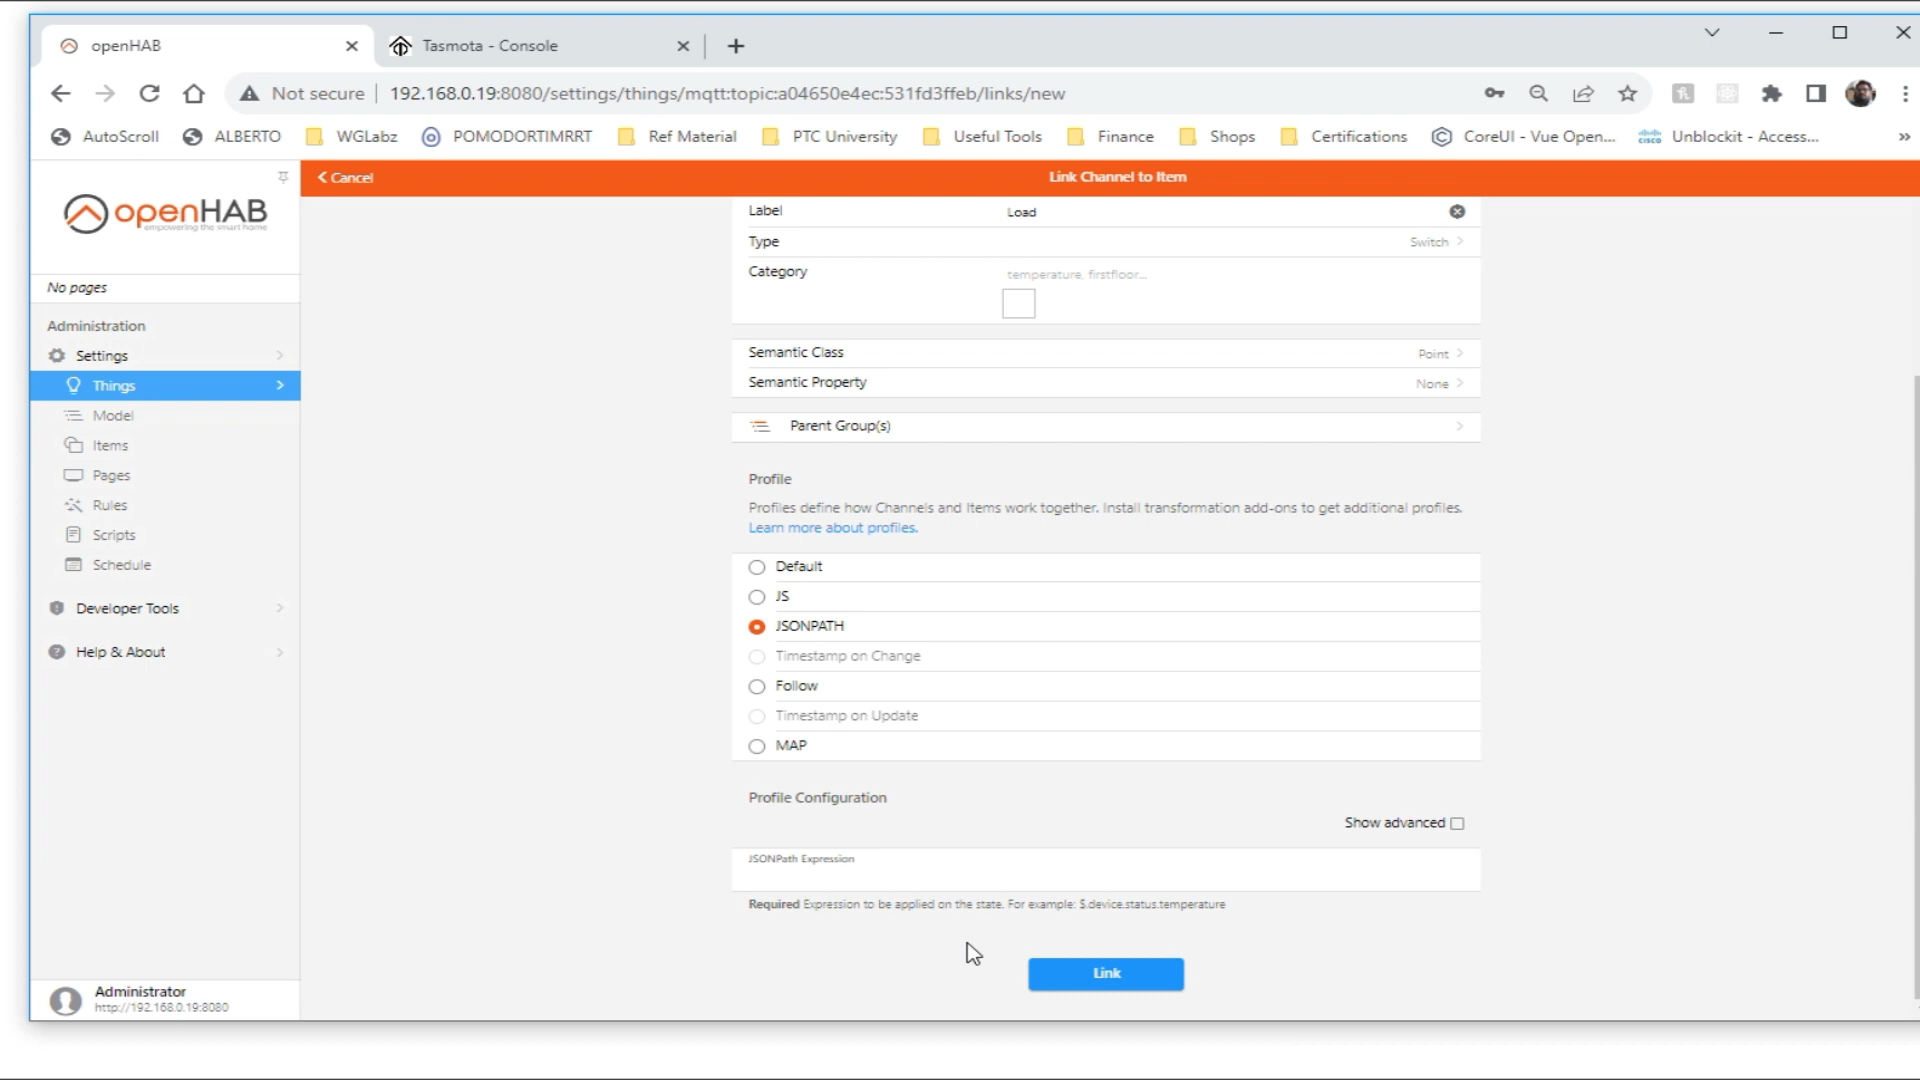 openHAB
Tasmota - Console
Not secure
192.168.0.19:8080/settings/things/mqtt:topic:a04650e4ec:531fd3ffeb/links/new
AutoScroll
ALBERTO
WGLabz
POMODORTIMRRT
Ref Material
PTC University
Useful Tools
Finance
Shops
Certifications
CoreUI - Vue Open...
Unblockit - Access...
Cancel
Link Channel to Item
openHAB
empowering the smart home
No pages
Administration
Settings
Things
Model
Items
Pages
Rules
Scripts
Schedule
Developer Tools
Help & About
Administrator
http://192.168.0.19:8080
Label
Load
Type
Switch
Category
temperature, firstfloor...
Semantic Class
Point
Semantic Property
None
Parent Group(s)
Profile
Profiles define how Channels and Items work together. Install transformation add-ons to get additional profiles.
Learn more about profiles.
Default
JS
JSONPATH
Timestamp on Change
Follow
Timestamp on Update
MAP
Profile Configuration
Show advanced
JSONPath Expression
Required Expression to be applied on the state. For example: $.device.status.temperature
Link